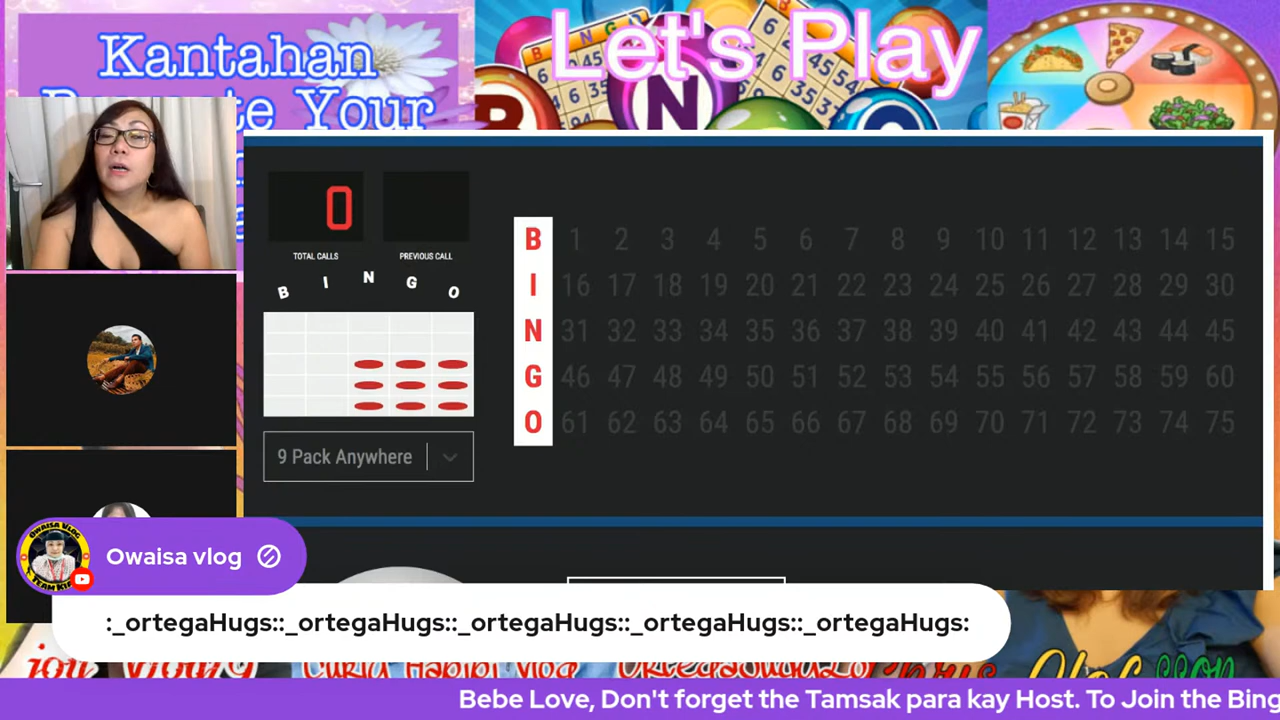 Kantahan
Let's Play
B N O
0
TOTAL CALLS
PREVIOUS CALL
B I N G O
9 Pack Anywhere
B 1 2 3 4 5 6 7 8 9 10 11 12 13 14 15
I 16 17 18 19 20 21 22 23 24 25 26 27 28 29 30
N 31 32 33 34 35 36 37 38 39 40 41 42 43 44 45
G 46 47 48 49 50 51 52 53 54 55 56 57 58 59 60
O 61 62 63 64 65 66 67 68 69 70 71 72 73 74 75
Owaisa vlog
:_ortegaHugs::_ortegaHugs::_ortegaHugs::_ortegaHugs::_ortegaHugs:
Bebe Love, Don't forget the Tamsak para kay Host. To Join the Bing